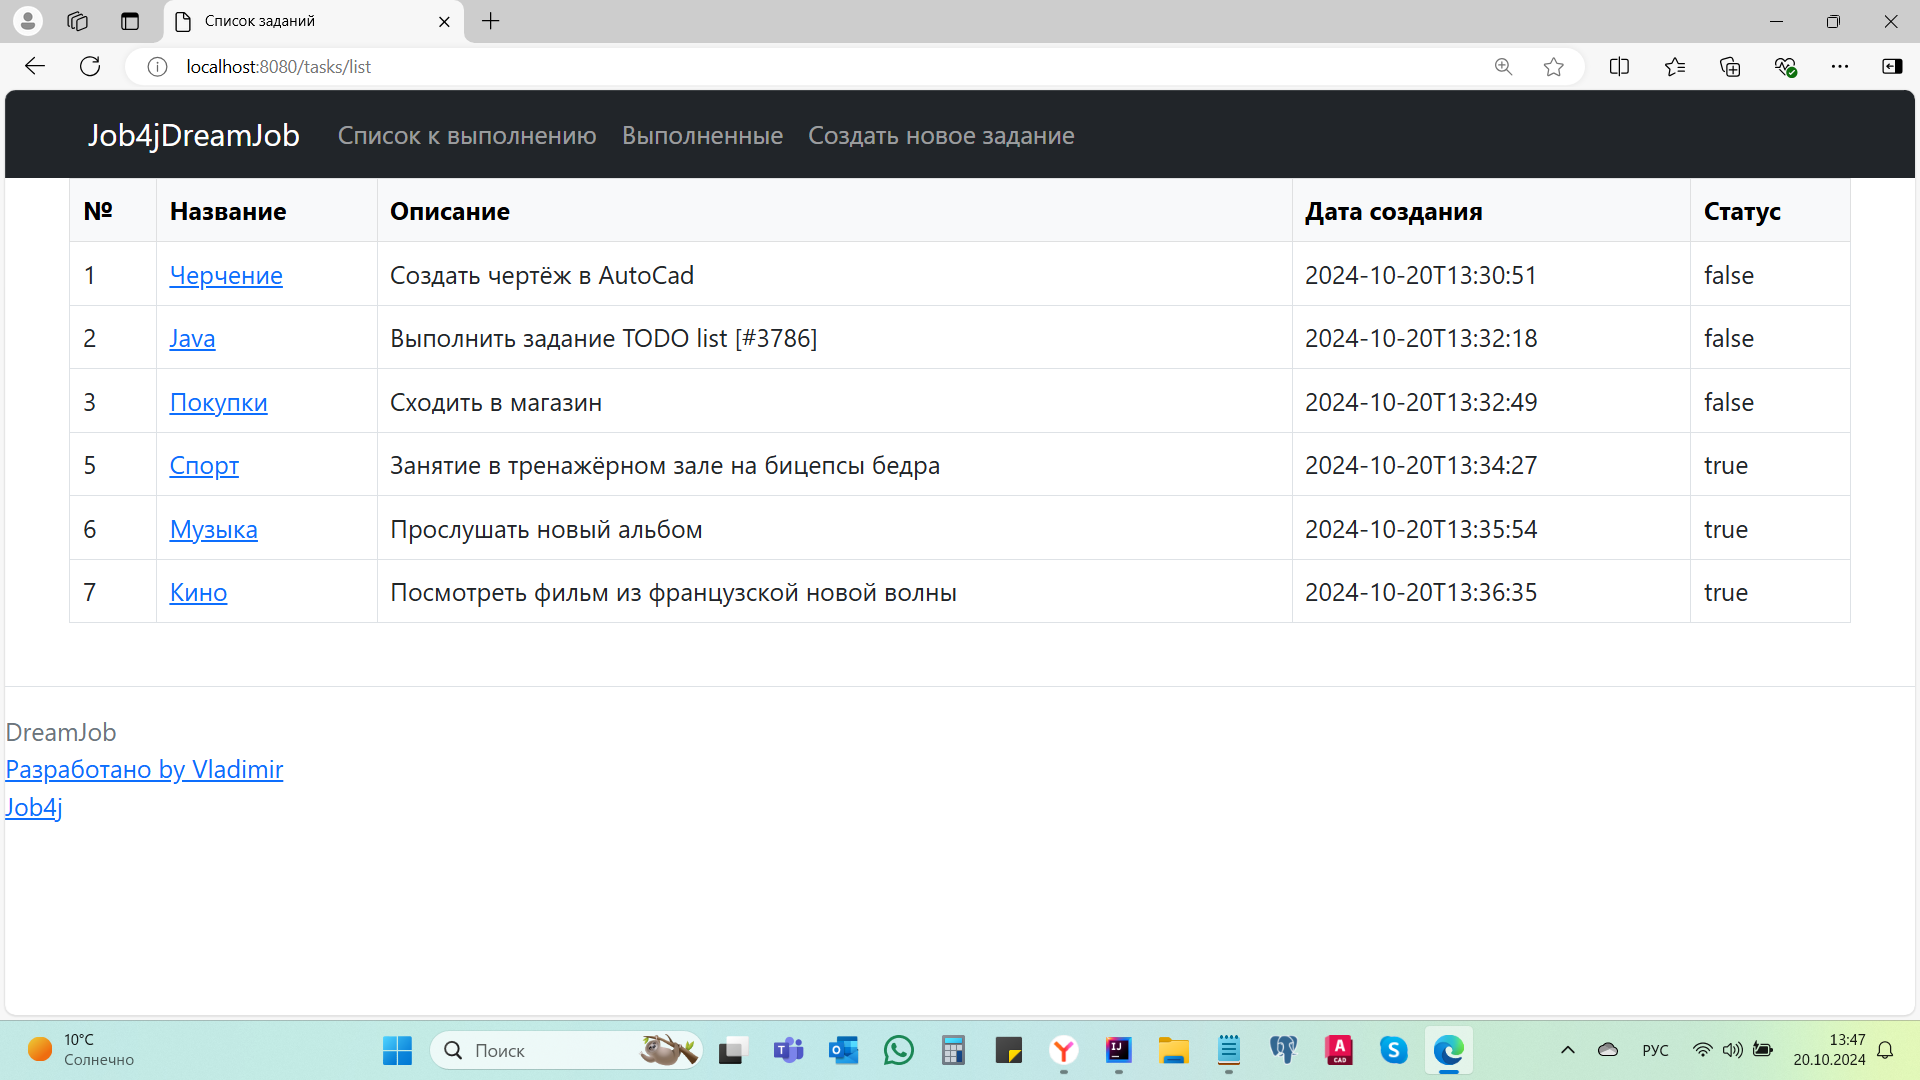 Список заданий
localhost:8080/tasks/list
Job4jDreamJob Список к выполнению Выполненные Создать новое задание
№ Название Описание Дата создания Статус
1 Черчение Создать чертёж в AutoCad 2024-10-20T13:30:51 false
2 Java Выполнить задание TODO list [#3786] 2024-10-20T13:32:18 false
3 Покупки Сходить в магазин 2024-10-20T13:32:49 false
5 Спорт Занятие в тренажёрном зале на бицепсы бедра 2024-10-20T13:34:27 true
6 Музыка Прослушать новый альбом 2024-10-20T13:35:54 true
7 Кино Посмотреть фильм из французской новой волны 2024-10-20T13:36:35 true
DreamJob
Разработано by Vladimir
Job4j
10°C
Солнечно
Поиск
РУС
13:47
20.10.2024